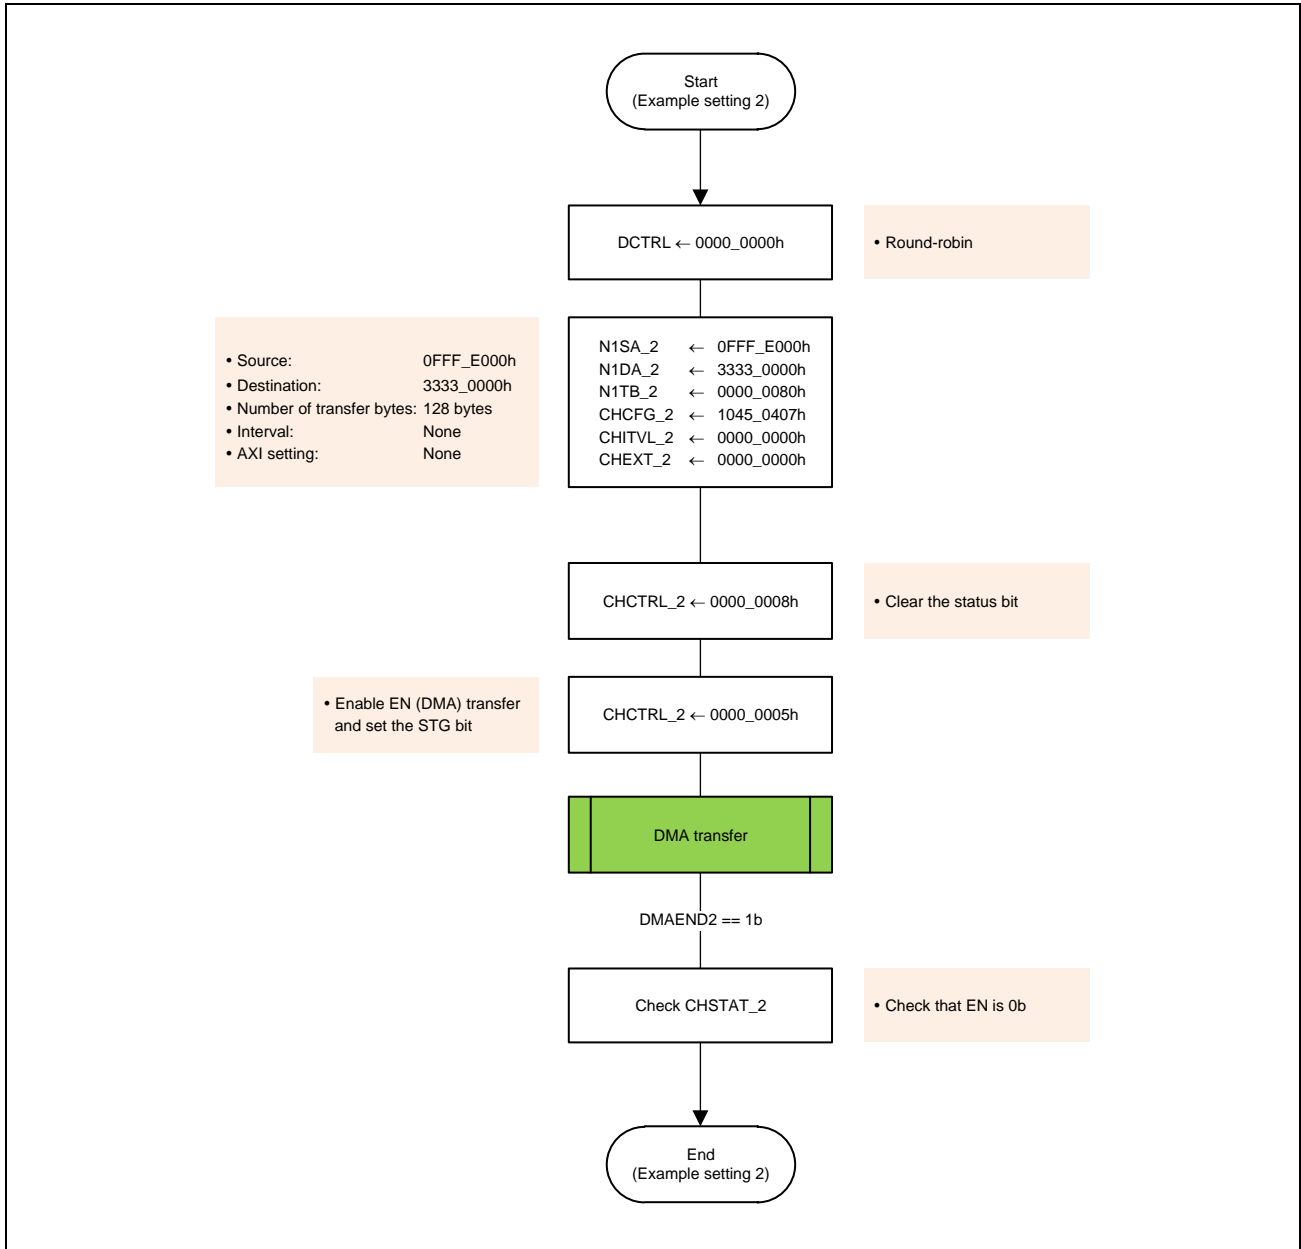 Start
(Example setting 2)
DCTRL ← 0000_0000h
• Round-robin
• Source: 0FFF_E000h
• Destination: 3333_0000h
• Number of transfer bytes: 128 bytes
• Interval: None
• AXI setting: None
N1SA_2 ← 0FFF_E000h
N1DA_2 ← 3333_0000h
N1TB_2 ← 0000_0080h
CHCFG_2 ← 1045_0407h
CHITVL_2 ← 0000_0000h
CHEXT_2 ← 0000_0000h
CHCTRL_2 ← 0000_0008h
• Clear the status bit
• Enable EN (DMA) transfer
and set the STG bit
CHCTRL_2 ← 0000_0005h
DMA transfer
DMAEND2 == 1b
Check CHSTAT_2
• Check that EN is 0b
End
(Example setting 2)